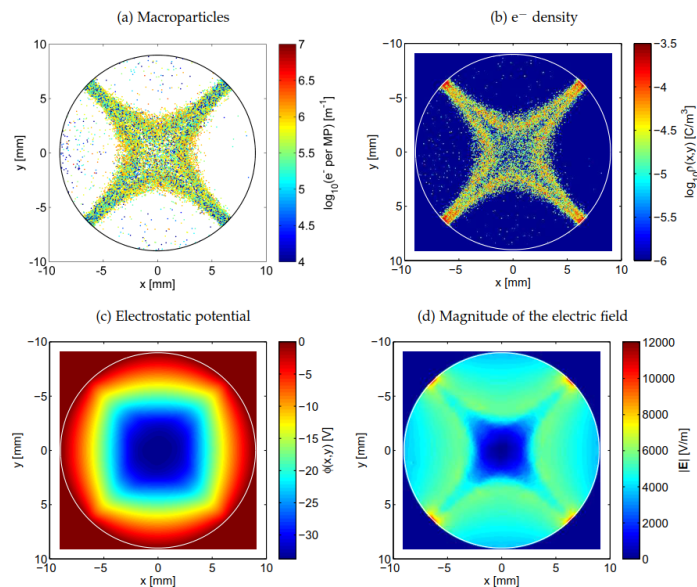 (a) Macroparticles
(b) e⁻ density
10
5
0
−5
−10
y [mm]
−10 −5 0 5 10
x [mm]
7
6.5
6
5.5
5
4.5
4
log₁₀(e⁻ per MP) [m⁻¹]
−10
−5
0
5
10
y [mm]
−10 −5 0 5 10
x [mm]
−3.5
−4
−4.5
−5
−5.5
−6
(c) Electrostatic potential
(d) Magnitude of the electric field
−10
−5
0
5
10
y [mm]
−10 −5 0 5 10
x [mm]
0
−5
−10
−15
−20
−25
−30
ϕ(x,y) [V]
−10
−5
0
5
10
y [mm]
−10 −5 0 5 10
x [mm]
12000
10000
8000
6000
4000
2000
0
|E| [V/m]